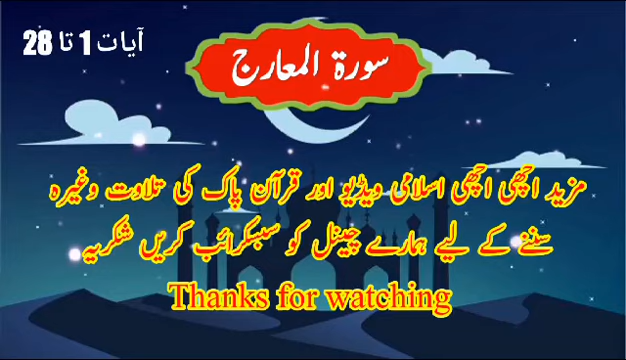 آیات 1 تا 28
سورۃ المعارج
مزید اچھی اچھی اسلامی ویڈیو اور قرآن پاک کی تلاوت وغیرہ
سننے کے لیے ہمارے چینل کو سبسکرائب کریں شکریہ
Thanks for watching